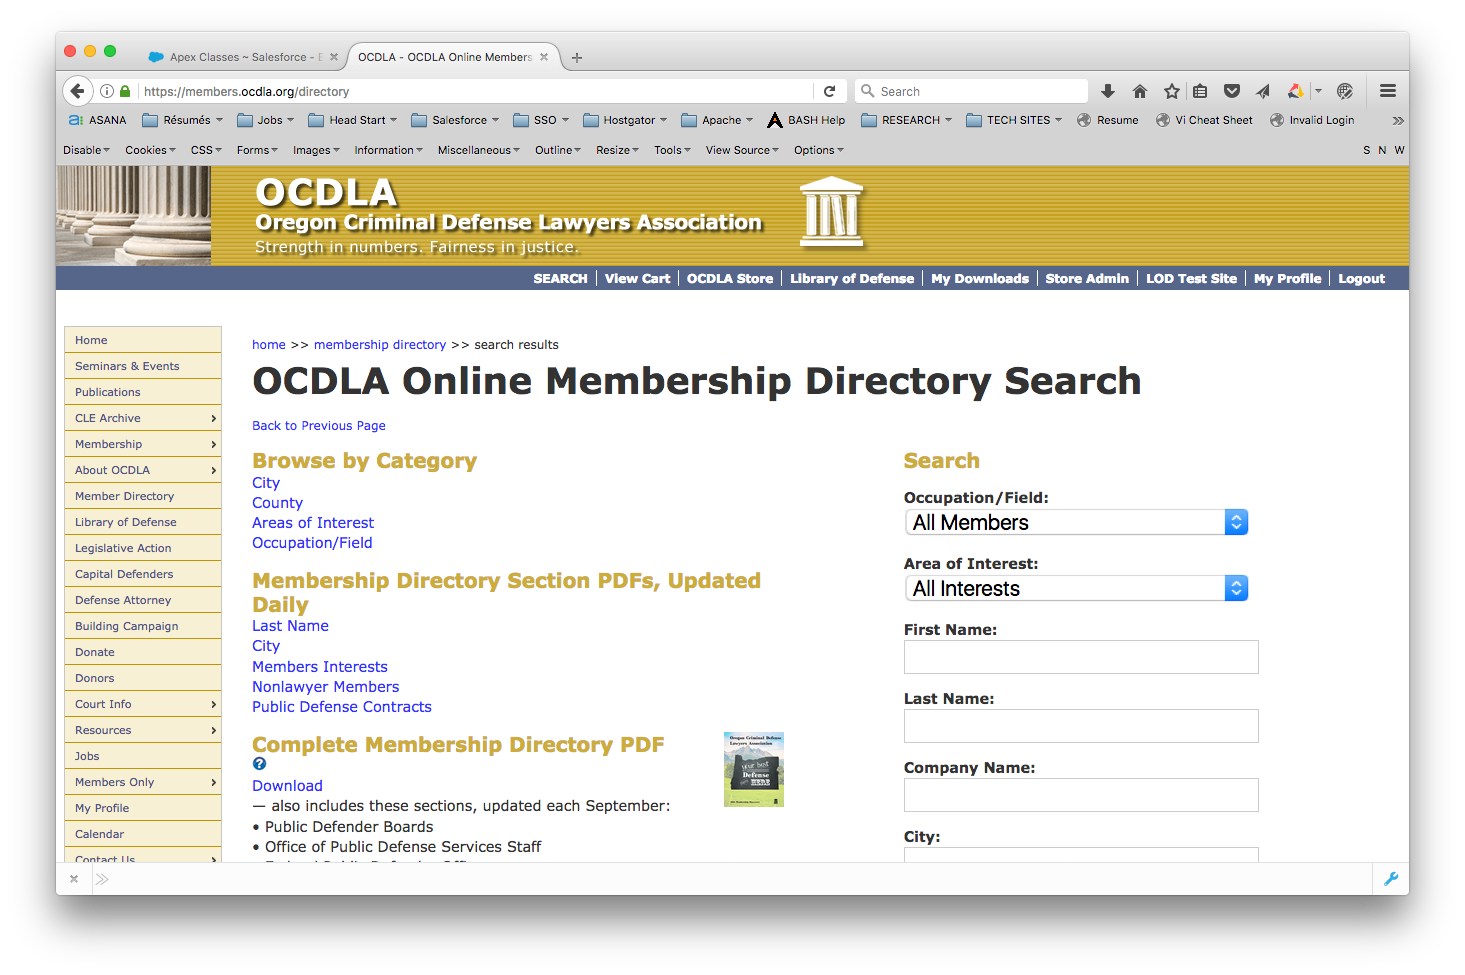 Apex Classes ~ Salesforce - E
OCDLA - OCDLA Online Members
https://members.ocdla.org/directory
Search
ASANA
Résumés
Jobs
Head Start
Salesforce
SSO
Hostgator
Apache
BASH Help
RESEARCH
TECH SITES
Resume
Vi Cheat Sheet
Invalid Login
Disable
Cookies
CSS
Forms
Images
Information
Miscellaneous
Outline
Resize
Tools
View Source
Options
S N W
OCDLA
Oregon Criminal Defense Lawyers Association
Strength in numbers. Fairness in justice.
SEARCH
View Cart
OCDLA Store
Library of Defense
My Downloads
Store Admin
LOD Test Site
My Profile
Logout
Home
Seminars & Events
Publications
CLE Archive
Membership
About OCDLA
Member Directory
Library of Defense
Legislative Action
Capital Defenders
Defense Attorney
Building Campaign
Donate
Donors
Court Info
Resources
Jobs
Members Only
My Profile
Calendar
Contact Us
home >> membership directory >> search results
OCDLA Online Membership Directory Search
Back to Previous Page
Browse by Category
City
County
Areas of Interest
Occupation/Field
Membership Directory Section PDFs, Updated
Daily
Last Name
City
Members Interests
Nonlawyer Members
Public Defense Contracts
Complete Membership Directory PDF
Download
— also includes these sections, updated each September:
• Public Defender Boards
• Office of Public Defense Services Staff
Oregon Criminal Defense
Lawyers Association
Defense
HERE
Search
Occupation/Field:
All Members
Area of Interest:
All Interests
First Name:
Last Name:
Company Name:
City: